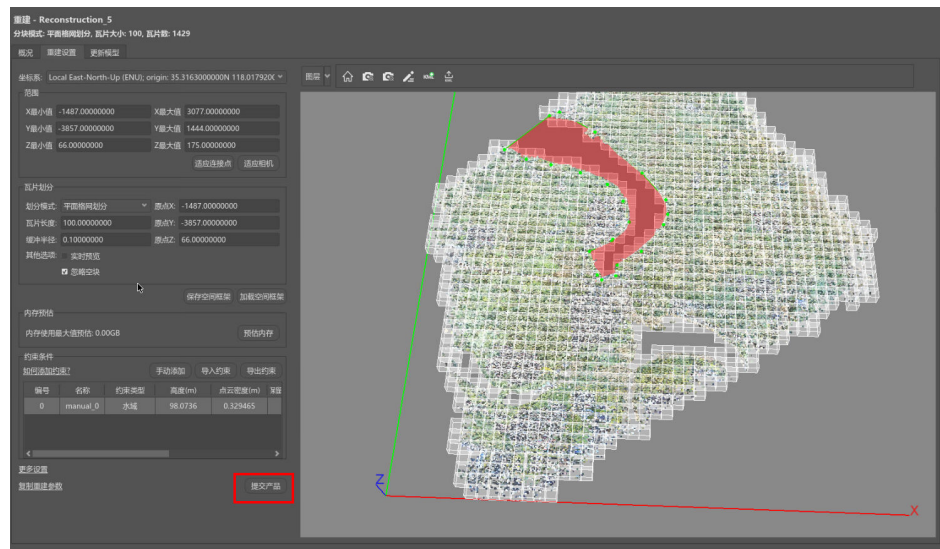 重建 - Reconstruction_5
分块模式: 平面格网划分, 瓦片大小: 100, 瓦片数: 1429
概况 重建设置 更新模型
坐标系: Local East-North-Up (ENU); origin: 35.3163000000N 118.017920(
图层
范围
X最小值 -1487.00000000 X最大值 3077.00000000
Y最小值 -3857.00000000 Y最大值 1444.00000000
Z最小值 66.00000000 Z最大值 175.00000000
适应连接点 适应相机
瓦片划分
划分模式: 平面格网划分 原点X: -1487.00000000
瓦片长度: 100.00000000 原点Y: -3857.00000000
缓冲半径: 0.10000000 原点Z: 66.00000000
其他选项: 实时预览
忽略空块
保存空间框架 加载空间框架
内存预估
内存使用最大值预估: 0.00GB 预估内存
约束条件
如何添加约束? 手动添加 导入约束 导出约束
编号 名称 约束类型 高度(m) 点云密度(m)
0 manual_0 水域 98.0736 0.329465
更多设置
复制重建参数 提交产品
Z
X